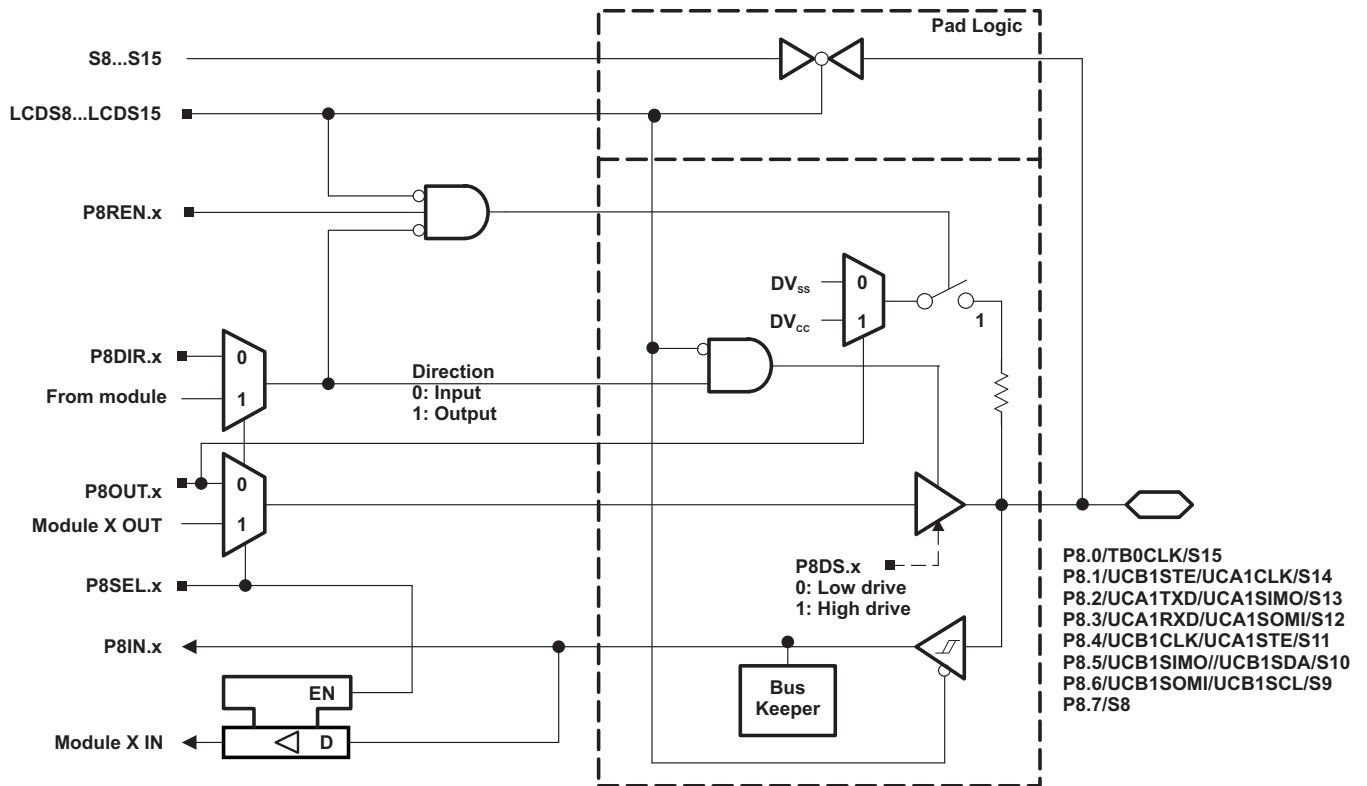 Pad Logic
S8...S15
LCDS8...LCDS15
P8REN.x
DVSS
0
DVCC
1
1
P8DIR.x
0
From module
1
Direction
0: Input
1: Output
P8OUT.x
0
Module X OUT
1
P8SEL.x
P8DS.x
0: Low drive
1: High drive
P8IN.x
EN
Bus
Keeper
Module X IN
D
P8.0/TB0CLK/S15
P8.1/UCB1STE/UCA1CLK/S14
P8.2/UCA1TXD/UCA1SIMO/S13
P8.3/UCA1RXD/UCA1SOMI/S12
P8.4/UCB1CLK/UCA1STE/S11
P8.5/UCB1SIMO//UCB1SDA/S10
P8.6/UCB1SOMI/UCB1SCL/S9
P8.7/S8